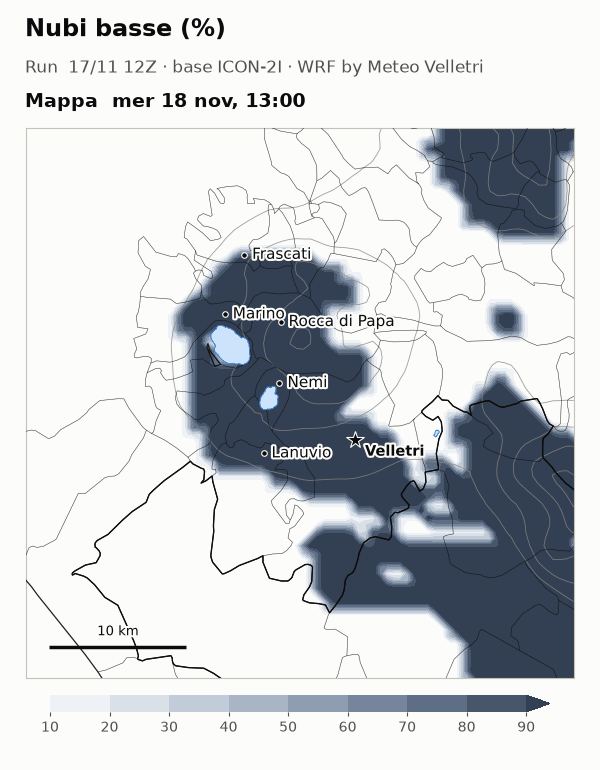 Nubi basse (%)
Run  17/11 12Z · base ICON-2I · WRF by Meteo Velletri
Mappa  mer 18 nov, 13:00
Frascati
Marino
Rocca di Papa
Nemi
Velletri
Lanuvio
10 km
10 20 30 40 50 60 70 80 90